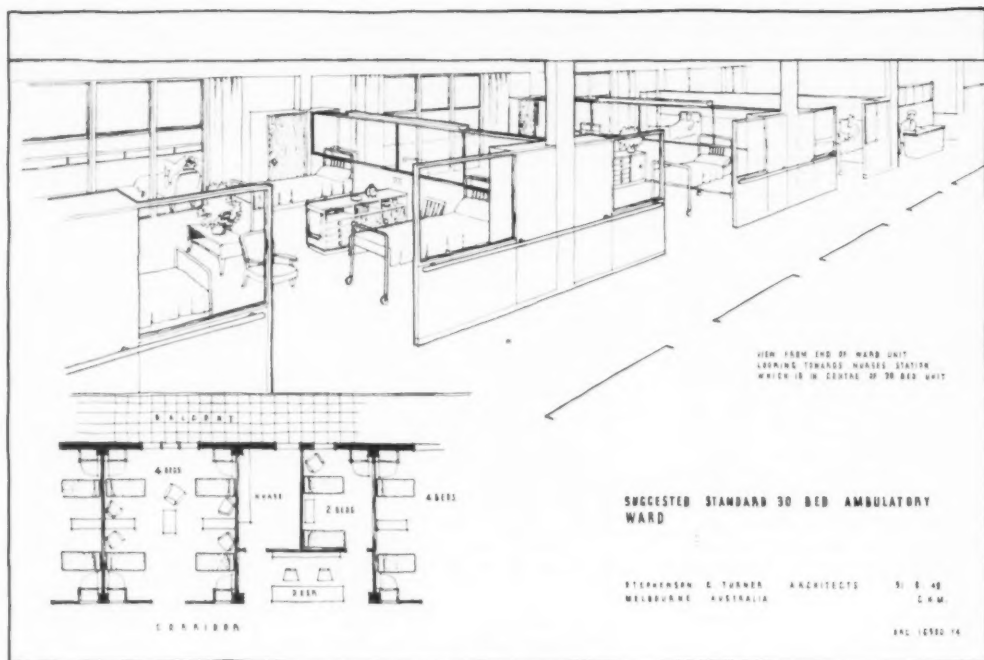 VIEW FROM END OF WARD UNIT
LOOKING TOWARDS NURSES STATION
WHICH IS IN CENTRE OF 30 BED UNIT
BALCONY
4 BEDS
NURSE
2 BEDS
4 BEDS
DESK
CORRIDOR
SUGGESTED STANDARD 30 BED AMBULATORY
WARD
STEPHENSON & TURNER ARCHITECTS
MELBOURNE AUSTRALIA
G.H.M.